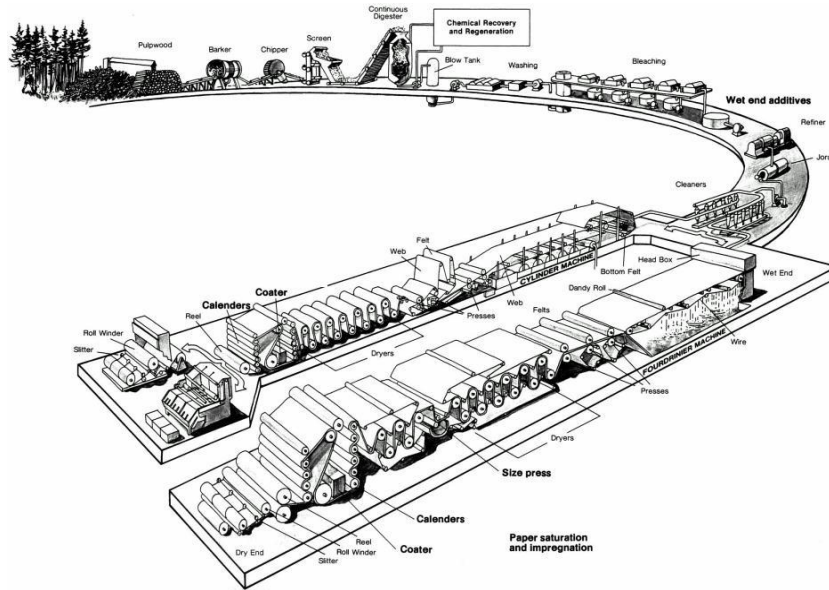 Continuous
Digester
Chemical Recovery
and Regeneration
Screen
Pulpwood
Barker
Chipper
Blow Tank
Washing
Bleaching
Wet end additives
Refiner
Jord
Cleaners
Felt
Web
CYLINDER MACHINE
Bottom Felt
Web
Head Box
Wet End
Dandy Roll
Coater
Calenders
Reel
Presses
Felts
Roll Winder
Slitter
Wire
Dryers
FOURDRINIER MACHINE
Presses
Dryers
Size press
Calenders
Paper saturation
and impregnation
Reel
Coater
Roll Winder
Dry End
Slitter